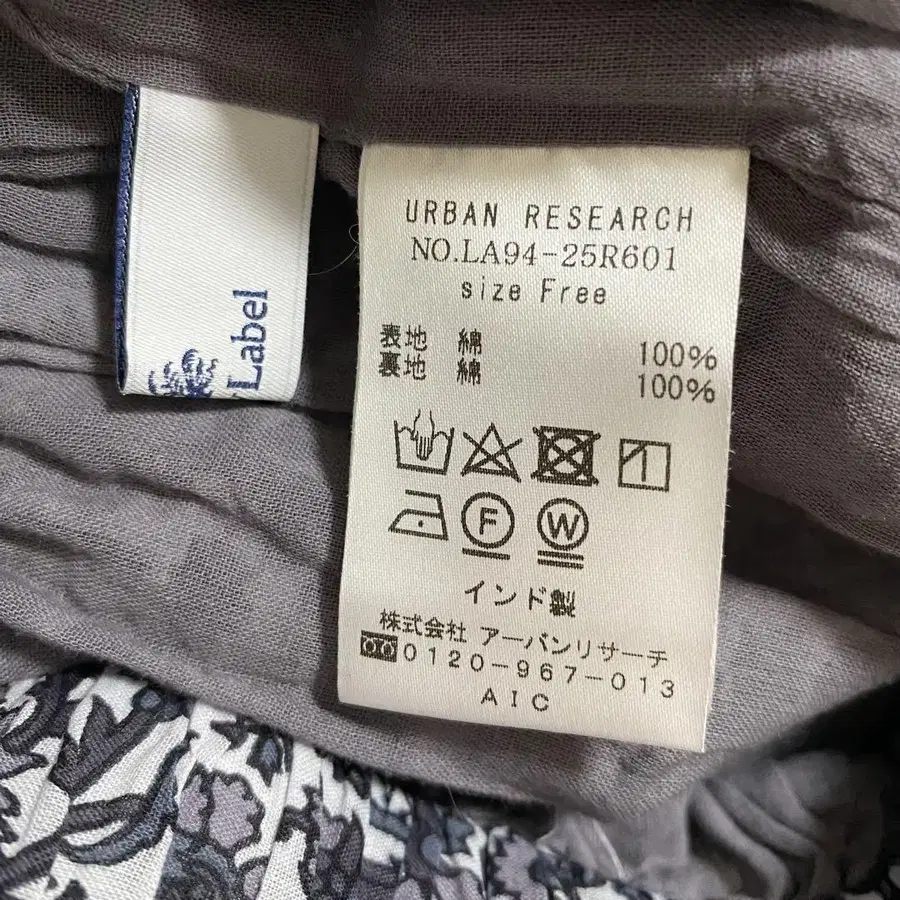 Label
URBAN RESEARCH
NO.LA94-25R601
size Free
表地 綿 100%
裏地 綿 100%
F W
インド製
株式会社 アーバンリサーチ
0120-967-013
AIC